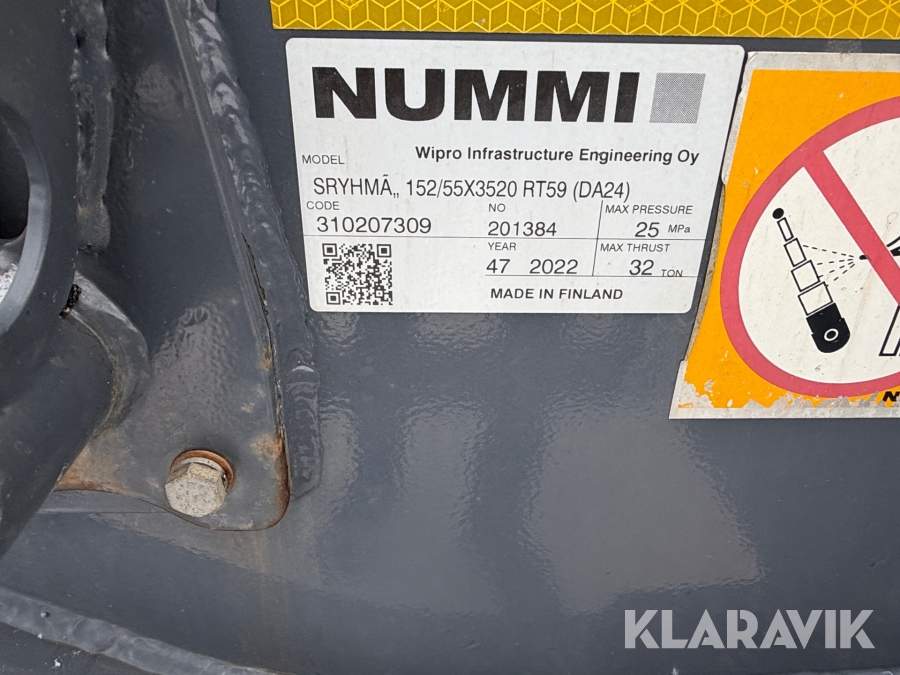 NUMMI
Wipro Infrastructure Engineering Oy
MODEL
SRYHMÃ„ 152/55X3520 RT59 (DA24)
CODE
310207309
NO
201384
MAX PRESSURE
25 MPa
YEAR
47 2022
MAX THRUST
32 TON
MADE IN FINLAND
KLARAVIK